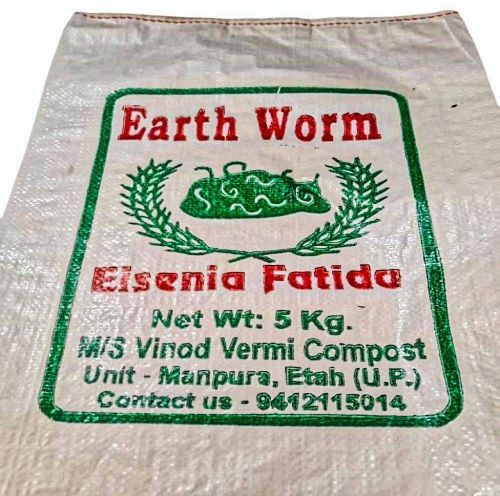 Earth Worm
Eisenia Fatida
Net Wt: 5 Kg.
M/S Vinod Vermi Compost
Unit - Manpura, Etah (U.P.)
Contact us - 9412115014